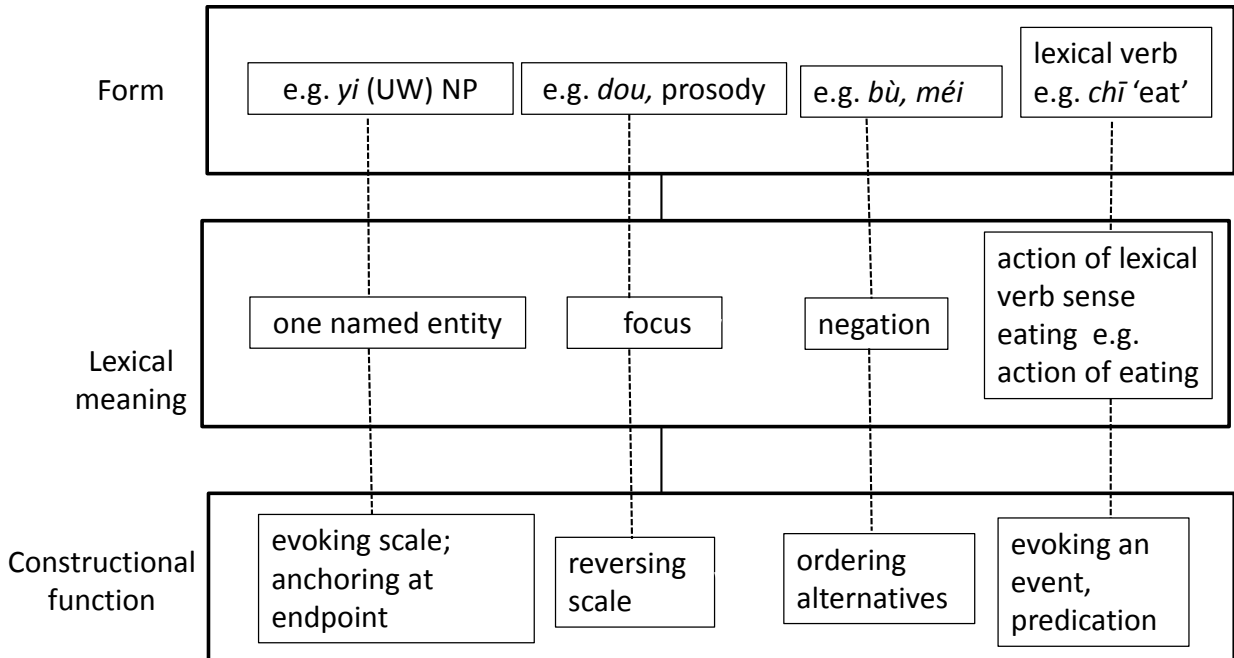 Form
e.g. yi (UW) NP
e.g. dou, prosody
e.g. bù, méi
lexical verb
e.g. chī ‘eat’
Lexical
meaning
one named entity
focus
negation
action of lexical
verb sense
eating e.g.
action of eating
Constructional
function
evoking scale;
anchoring at
endpoint
reversing
scale
ordering
alternatives
evoking an
event,
predication